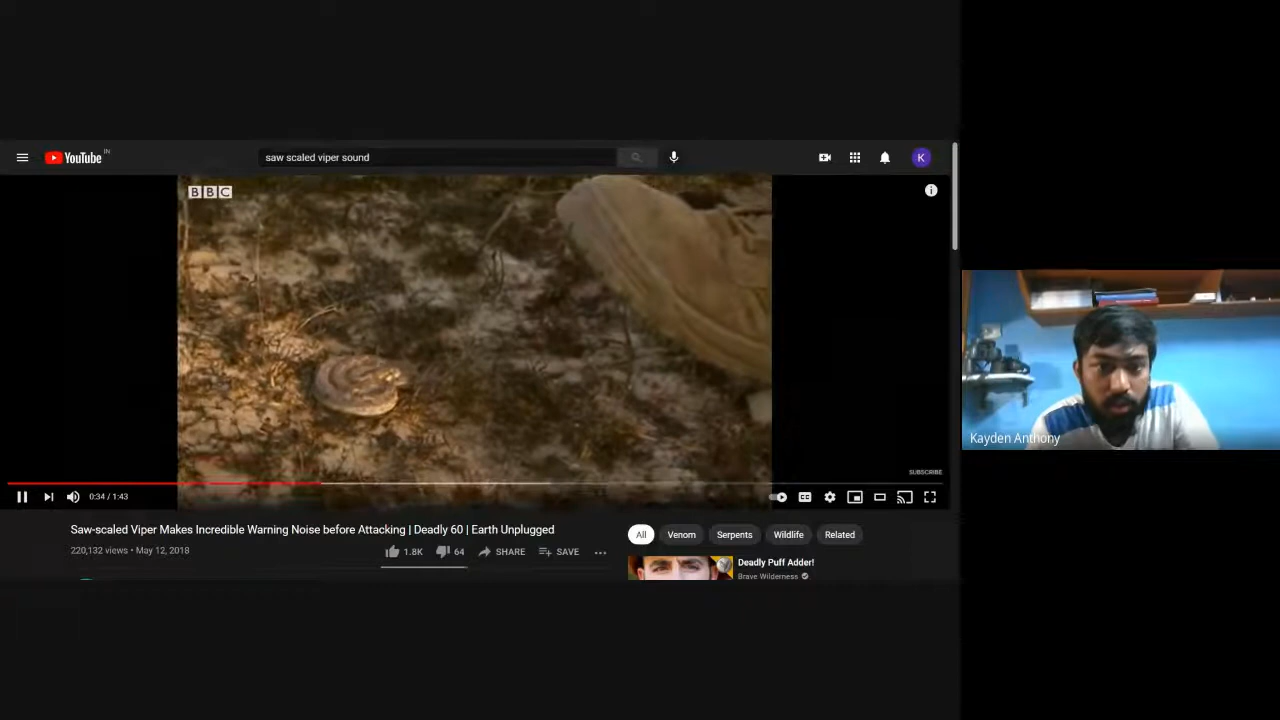 YouTube IN
saw scaled viper sound
K
BBC
SUBSCRIBE
0:34 / 1:43
CC
Saw-scaled Viper Makes Incredible Warning Noise before Attacking | Deadly 60 | Earth Unplugged
220,132 views • May 12, 2018
1.8K 64 SHARE SAVE
All Venom Serpents Wildlife Related
Deadly Puff Adder!
Brave Wilderness
Kayden Anthony